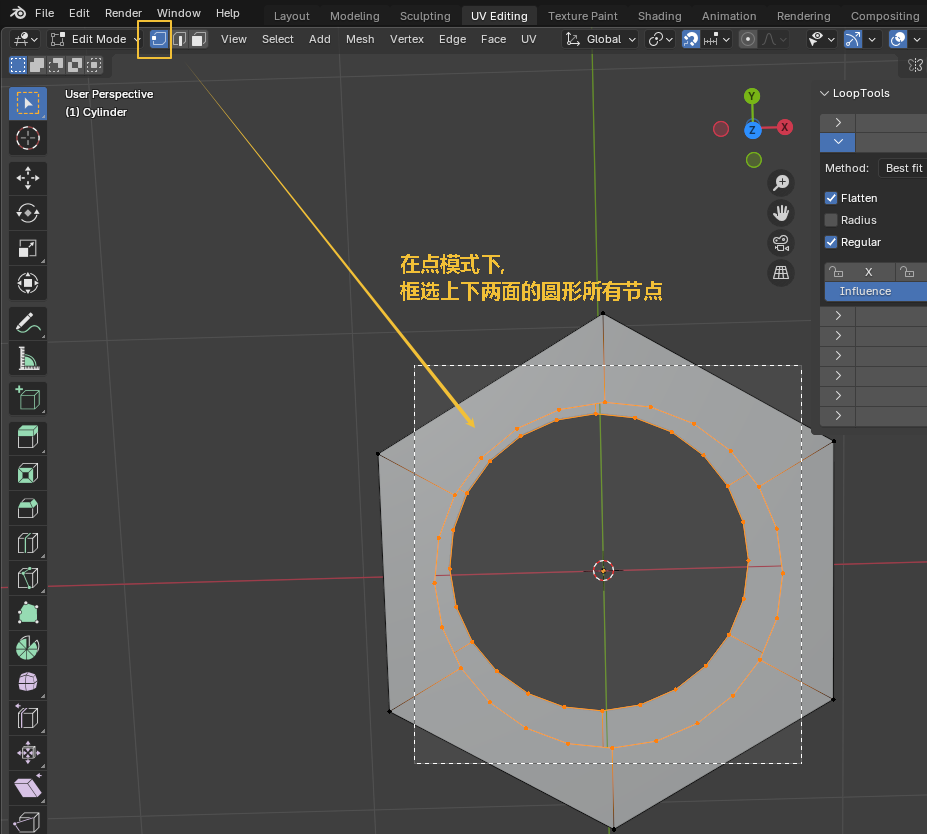 File Edit Render Window Help Layout Modeling Sculpting UV Editing Texture Paint Shading Animation Rendering Compositing
Edit Mode View Select Add Mesh Vertex Edge Face UV Global
User Perspective
(1) Cylinder
Y
Z X
LoopTools
Method: Best fit
Flatten
Radius
Regular
X
Influence
在点模式下,
框选上下两面的圆形所有节点